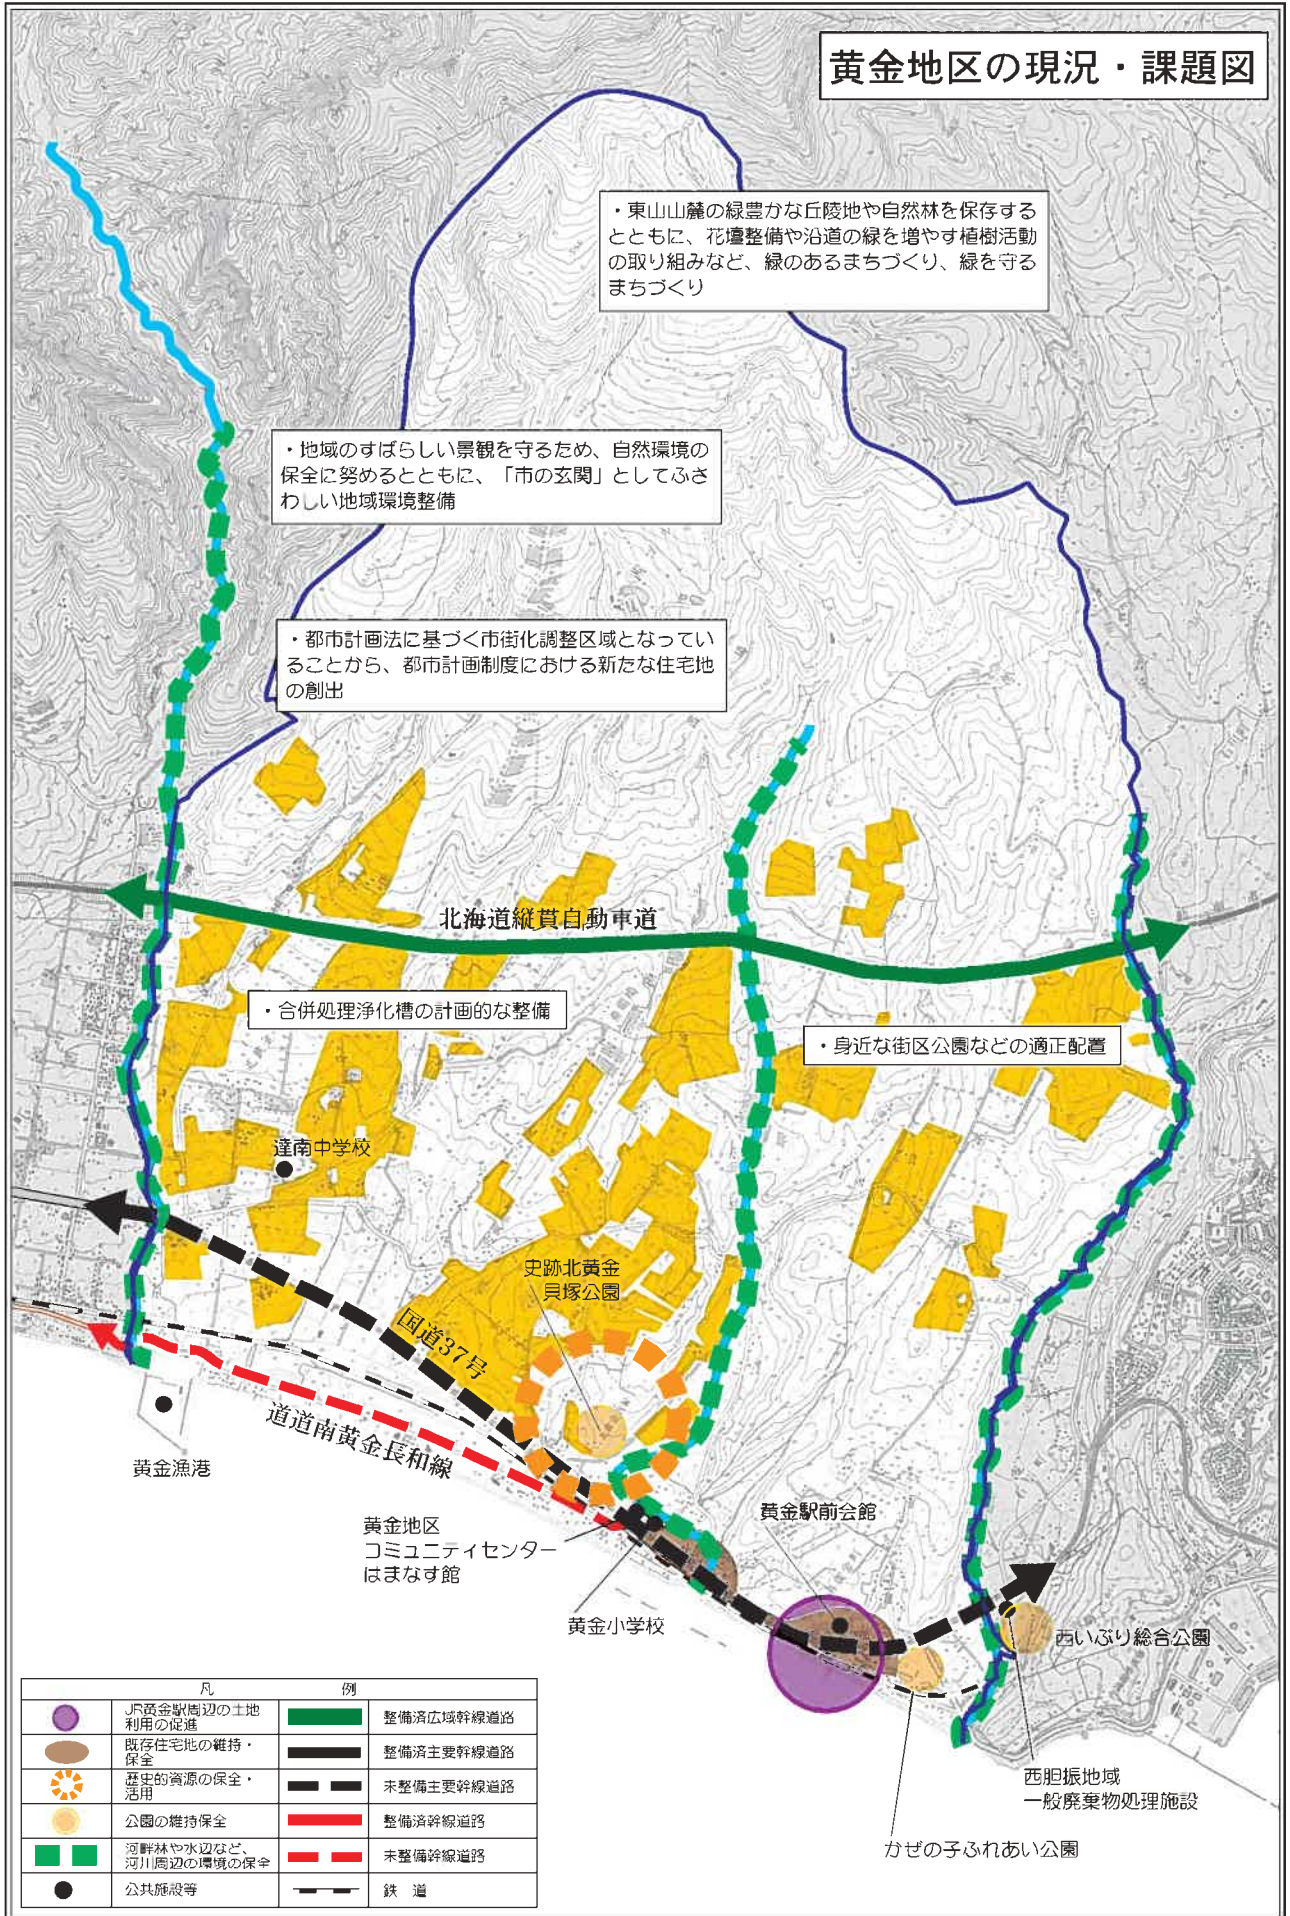 黄金地区の現況・課題図
・東山山麓の緑豊かな丘陵地や自然林を保存する
とともに、花壇整備や沿道の緑を増やす植樹活動
の取り組みなど、緑のあるまちづくり、緑を守る
まちづくり
・地域のすばらしい景観を守るため、自然環境の
保全に努めるとともに、「市の玄関」としてふさ
わしい地域環境整備
・都市計画法に基づく市街化調整区域となってい
ることから、都市計画制度における新たな住宅地
の創出
北海道縦貫自動車道
・合併処理浄化槽の計画的な整備
・身近な街区公園などの適正配置
達南中学校
史跡北黄金
貝塚公園
国道37号
道道南黄金長和線
黄金漁港
黄金地区
コミュニティセンター
はまなす館
黄金駅前会館
黄金小学校
西いぶり総合公園
西胆振地域
一般廃棄物処理施設
かぜの子ふれあい公園
凡 例
JR黄金駅周辺の土地
利用の促進
整備済広域幹線道路
既存住宅地の維持・
保全
整備済主要幹線道路
歴史的資源の保全・
活用
未整備主要幹線道路
公園の維持保全
整備済幹線道路
河畔林や水辺など、
河川周辺の環境の保全
未整備幹線道路
公共施設等
鉄 道